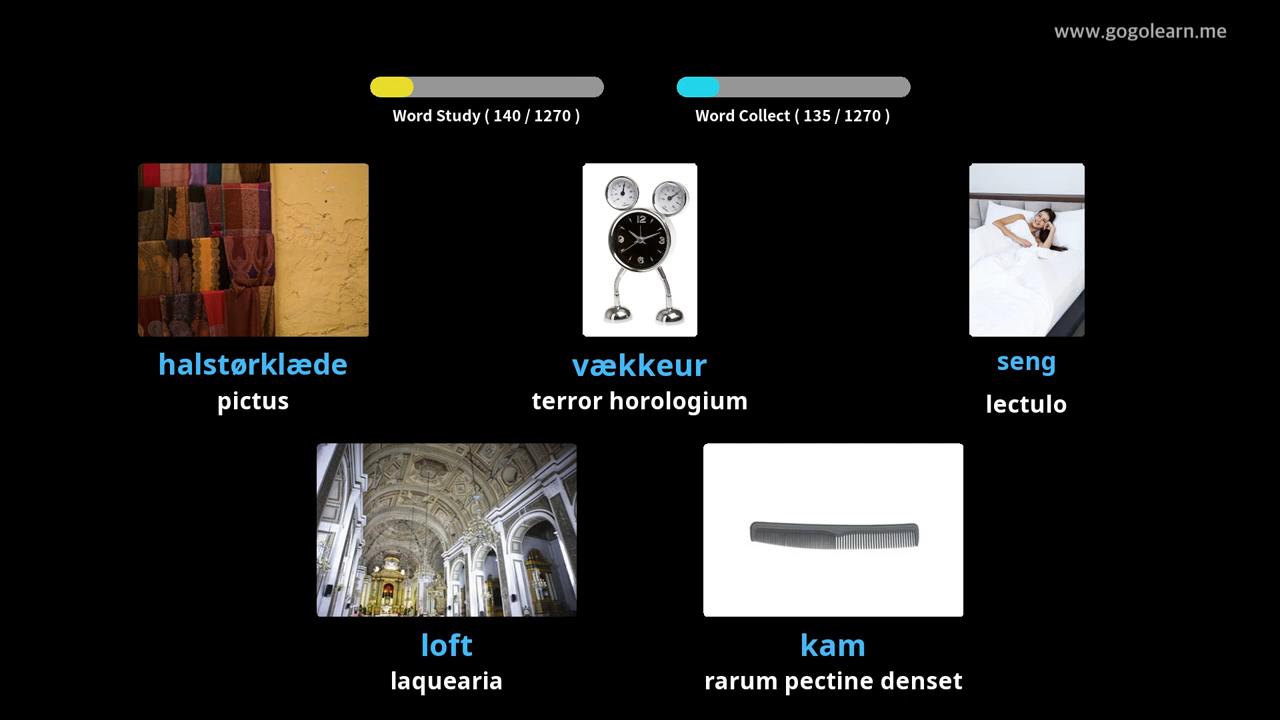 www.gogolearn.me
Word Study ( 140 / 1270 )
Word Collect ( 135 / 1270 )
halstørklæde
pictus
vækkeur
terror horologium
seng
lectulo
loft
laquearia
kam
rarum pectine denset